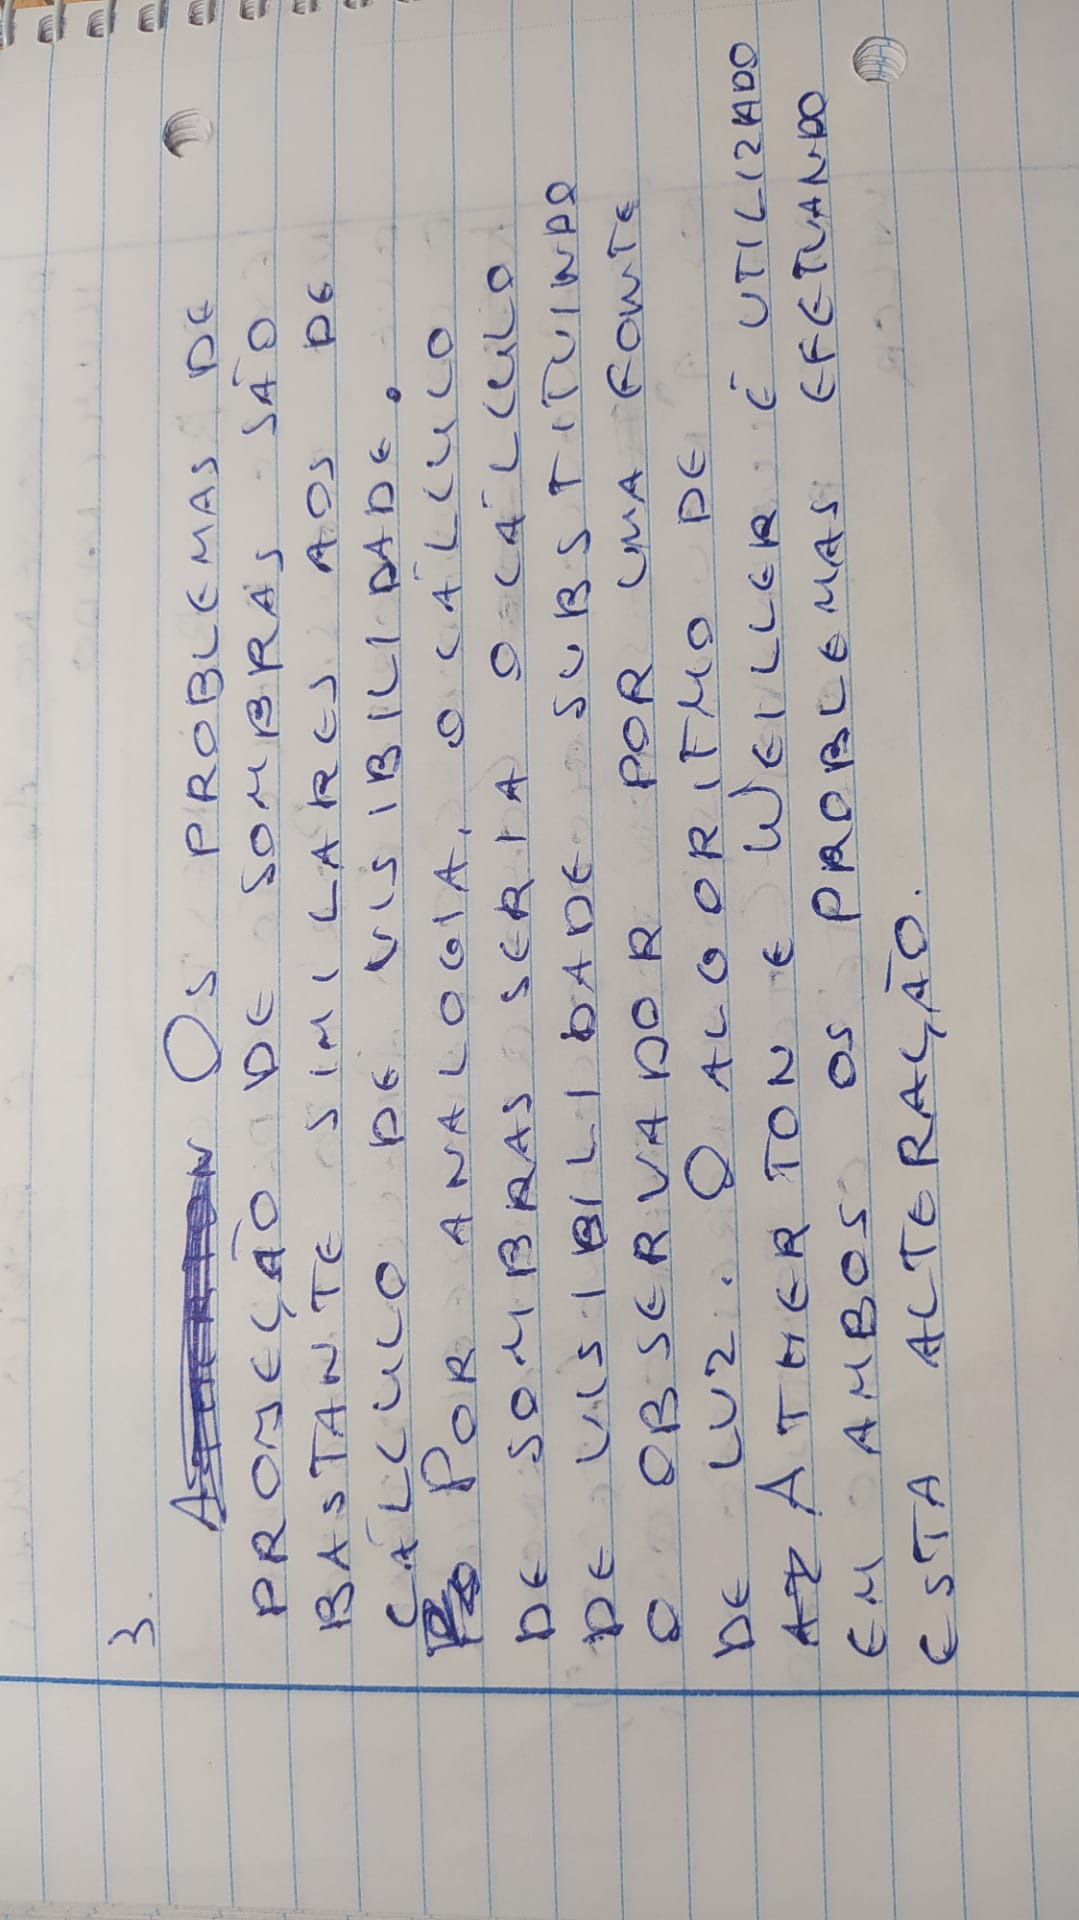 3.
Os PROBLEMAS DE
PROJEÇÃO DE SOMBRAS SÃO
BASTANTE SIMILARES AOS DE
CÁLCULO DE VISIBILIDADE.
POR ANALOGIA, O CÁLCULO
DE SOMBRAS SERIA O CÁLCULO
DE VISIBILIDADE SUBSTITUINDO
O OBSERVADOR POR UMA FONTE
DE LUZ. O ALGORITMO DE
ATHERTON E WEILLER É UTILIZADO
EM AMBOS OS PROBLEMAS EFETUANDO
ESTA ALTERAÇÃO.